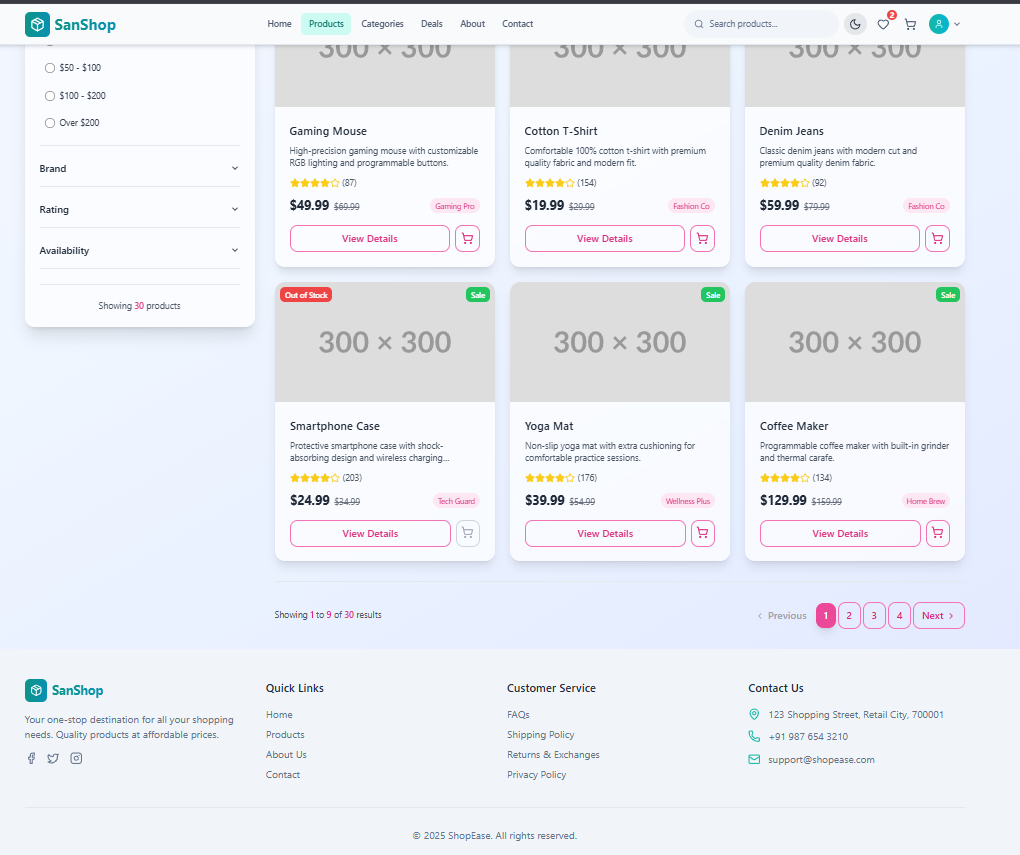 SanShop
Home
Products
Categories
Deals
About
Contact
Search products...
2
$50 - $100
$100 - $200
Over $200
Brand
Rating
Availability
Showing 30 products
300 × 300
300 × 300
300 × 300
Gaming Mouse
High-precision gaming mouse with customizable
RGB lighting and programmable buttons.
(87)
$49.99 $69.99
Gaming Pro
View Details
Cotton T-Shirt
Comfortable 100% cotton t-shirt with premium
quality fabric and modern fit.
(154)
$19.99 $29.99
Fashion Co
View Details
Denim Jeans
Classic denim jeans with modern cut and
premium quality denim fabric.
(92)
$59.99 $79.99
Fashion Co
View Details
Out of Stock
Sale
300 × 300
Smartphone Case
Protective smartphone case with shock-
absorbing design and wireless charging...
(203)
$24.99 $34.99
Tech Guard
View Details
Sale
300 × 300
Yoga Mat
Non-slip yoga mat with extra cushioning for
comfortable practice sessions.
(176)
$39.99 $54.99
Wellness Plus
View Details
Sale
300 × 300
Coffee Maker
Programmable coffee maker with built-in grinder
and thermal carafe.
(134)
$129.99 $159.99
Home Brew
View Details
Showing 1 to 9 of 30 results
Previous
1
2
3
4
Next
SanShop
Your one-stop destination for all your shopping
needs. Quality products at affordable prices.
Quick Links
Home
Products
About Us
Contact
Customer Service
FAQs
Shipping Policy
Returns & Exchanges
Privacy Policy
Contact Us
123 Shopping Street, Retail City, 700001
+91 987 654 3210
support@shopease.com
© 2025 ShopEase. All rights reserved.